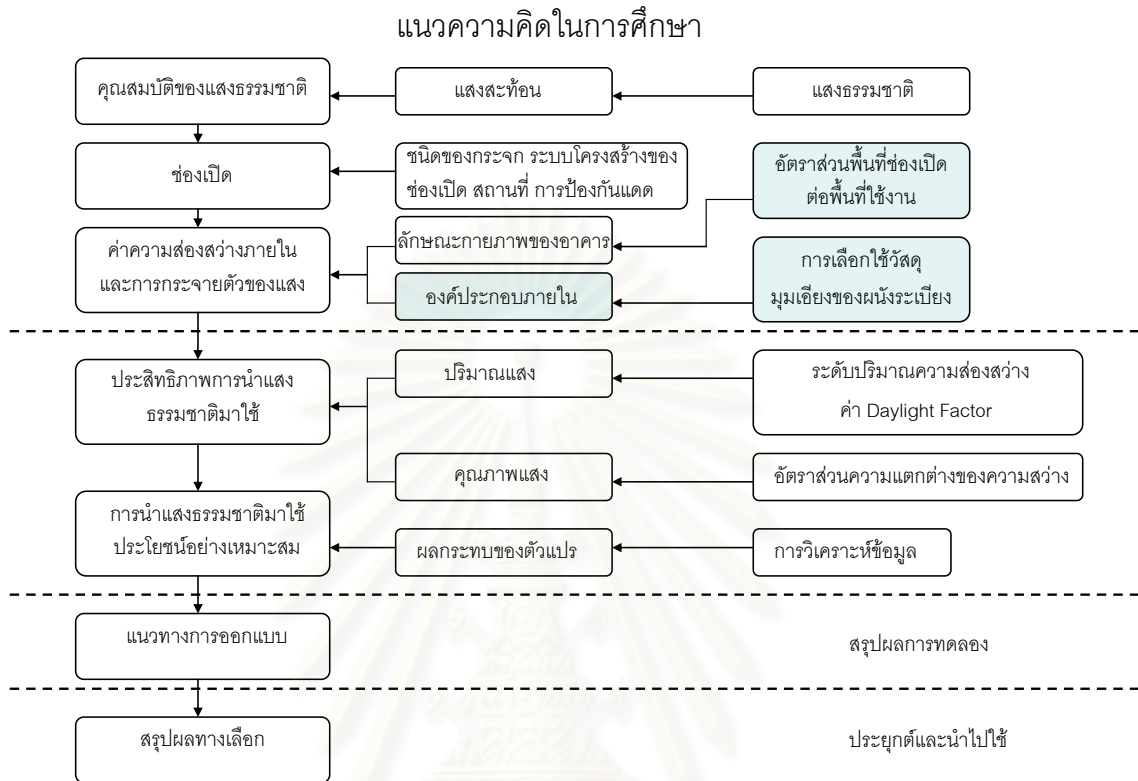 แนวความคิดในการศึกษา
คุณสมบัติของแสงธรรมชาติ
แสงสะท้อน
แสงธรรมชาติ
ช่องเปิด
ชนิดของกระจก ระบบโครงสร้างของ
ช่องเปิด สถานที่ การป้องกันแดด
อัตราส่วนพื้นที่ช่องเปิด
ต่อพื้นที่ใช้งาน
ค่าความส่องสว่างภายใน
และการกระจายตัวของแสง
ลักษณะกายภาพของอาคาร
องค์ประกอบภายใน
การเลือกใช้วัสดุ
มุมเอียงของผนังระเบียง
ประสิทธิภาพการนำแสง
ธรรมชาติมาใช้
ปริมาณแสง
ระดับปริมาณความส่องสว่าง
ค่า Daylight Factor
คุณภาพแสง
อัตราส่วนความแตกต่างของความสว่าง
การนำแสงธรรมชาติมาใช้
ประโยชน์อย่างเหมาะสม
ผลกระทบของตัวแปร
การวิเคราะห์ข้อมูล
แนวทางการออกแบบ
สรุปผลการทดลอง
สรุปผลทางเลือก
ประยุกต์และนำไปใช้